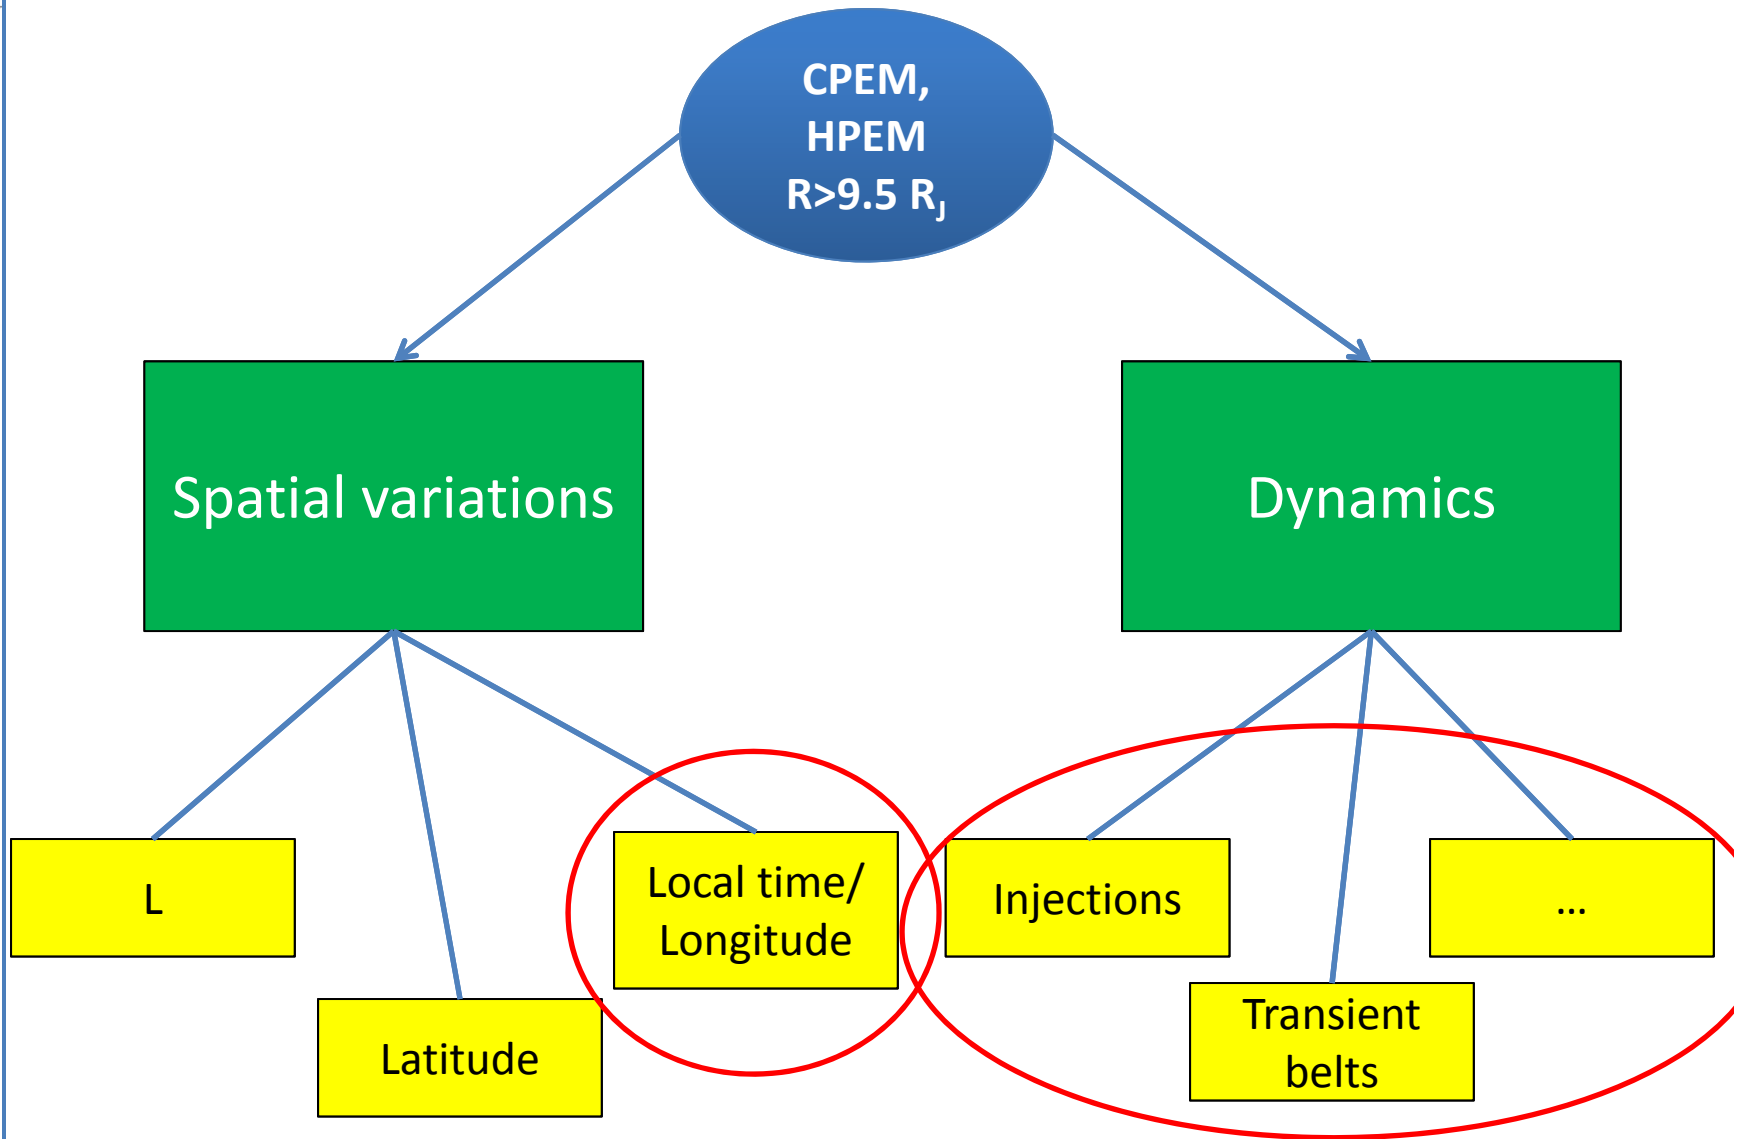 CPEM,
HPEM
R>9.5 RJ
Spatial variations
Dynamics
L
Latitude
Local time/
Longitude
Injections
Transient
belts
...